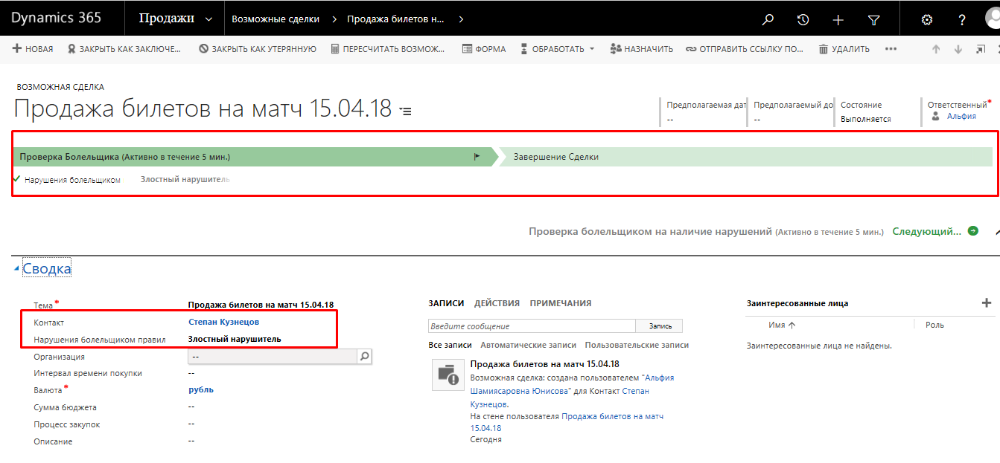 Dynamics 365 Продажи Возможные сделки Продажа билетов н... ?
НОВАЯ ЗАКРЫТЬ КАК ЗАКЛЮЧЕ... ЗАКРЫТЬ КАК УТЕРЯННУЮ ПЕРЕСЧИТАТЬ ВОЗМОЖ... ФОРМА ОБРАБОТАТЬ НАЗНАЧИТЬ ОТПРАВИТЬ ССЫЛКУ ПО... УДАЛИТЬ
ВОЗМОЖНАЯ СДЕЛКА
Продажа билетов на матч 15.04.18
Предполагаемая дат Предполагаемый до Состояние Ответственный*
-- -- Выполняется Альфия
Проверка Болельщика (Активно в течение 5 мин.) Завершение Сделки
Нарушения болельщиком Злостный нарушитель
Проверка болельщиком на наличие нарушений (Активно в течение 5 мин.) Следующий...
Сводка
Тема* Продажа билетов на матч 15.04.18
Контакт Степан Кузнецов
Нарушения болельщиком правил Злостный нарушитель
Организация --
Интервал времени покупки --
Валюта* рубль
Сумма бюджета --
Процесс закупок --
Описание --
ЗАПИСИ ДЕЙСТВИЯ ПРИМЕЧАНИЯ
Введите сообщение Запись
Все записи Автоматические записи Пользовательские записи
Продажа билетов на матч 15.04.18
Возможная сделка: создана пользователем "Альфия
Шамиясаровна Юнисова" для Контакт Степан
Кузнецов.
На стене пользователя Продажа билетов на матч
15.04.18
Сегодня
Заинтересованные лица
Имя Роль
Заинтересованные лица не найдены.